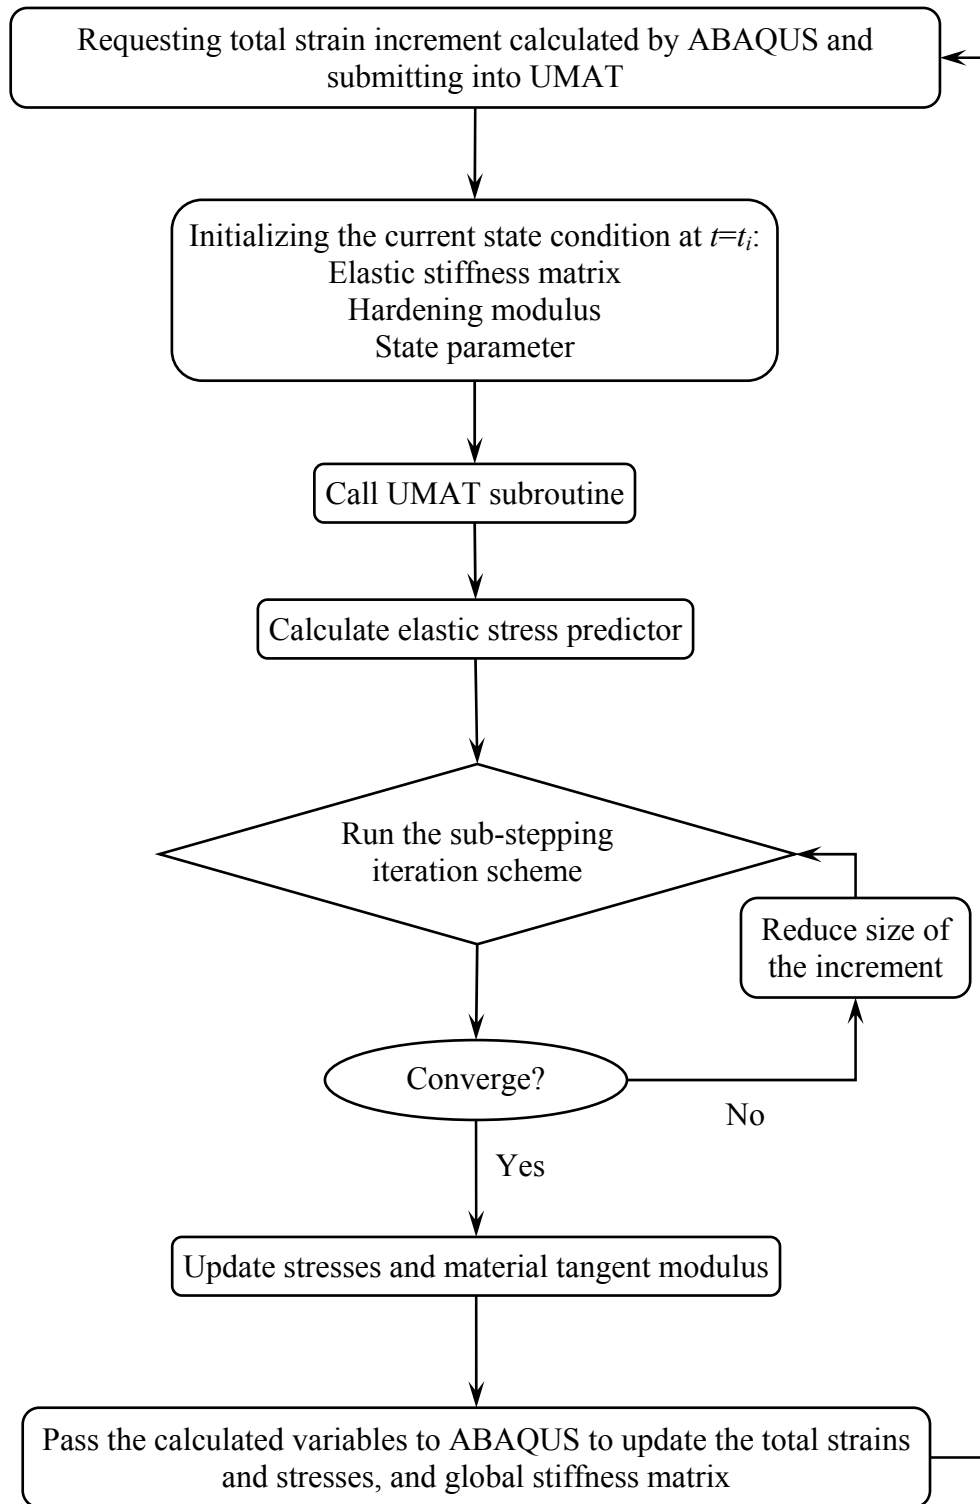 Requesting total strain increment calculated by ABAQUS and
submitting into UMAT
Initializing the current state condition at t=tᵢ:
Elastic stiffness matrix
Hardening modulus
State parameter
Call UMAT subroutine
Calculate elastic stress predictor
Run the sub-stepping
iteration scheme
Reduce size of
the increment
Converge?
No
Yes
Update stresses and material tangent modulus
Pass the calculated variables to ABAQUS to update the total strains
and stresses, and global stiffness matrix